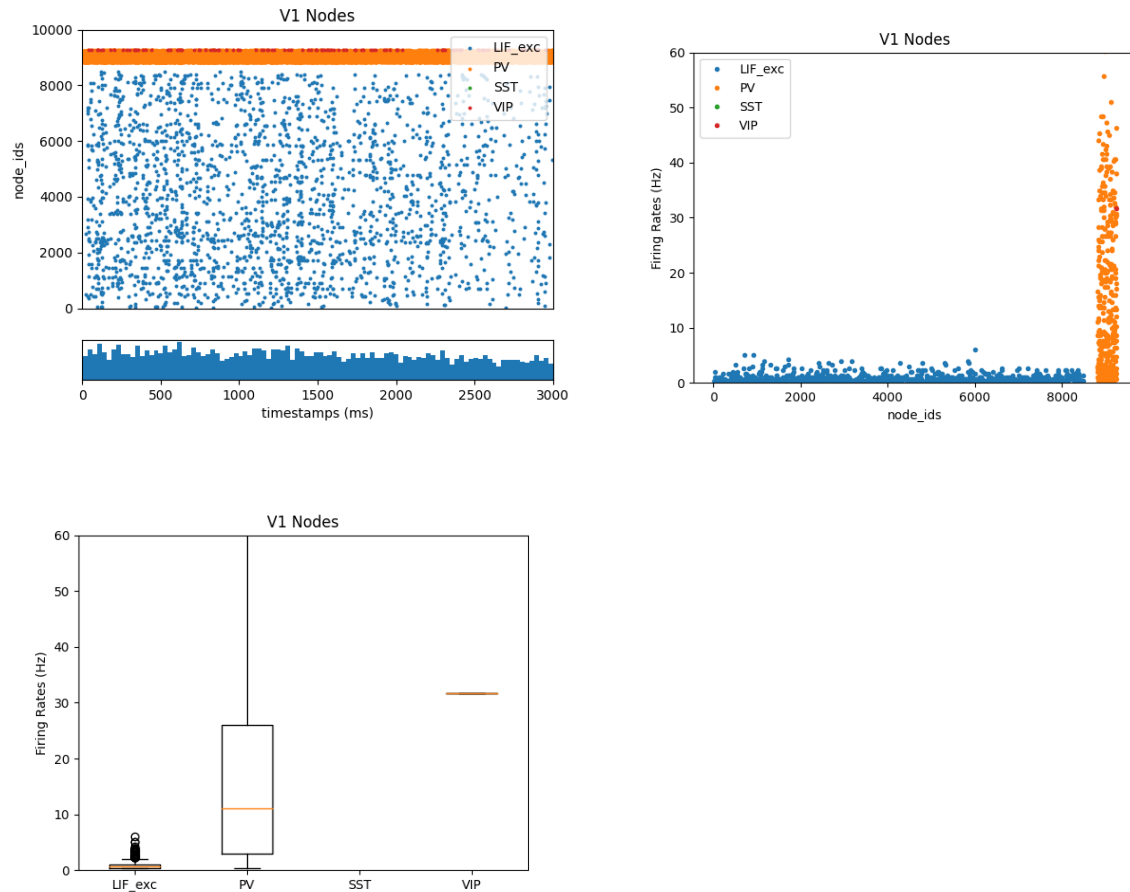 V1 Nodes
10000
8000
6000
4000
2000
0
node_ids
LIF_exc
PV
SST
VIP
0
500
1000
1500
2000
2500
3000
timestamps (ms)
V1 Nodes
60
50
40
30
20
10
0
Firing Rates (Hz)
LIF_exc
PV
SST
VIP
0
2000
4000
6000
8000
node_ids
V1 Nodes
60
50
40
30
20
10
0
Firing Rates (Hz)
LIF_exc
PV
SST
VIP